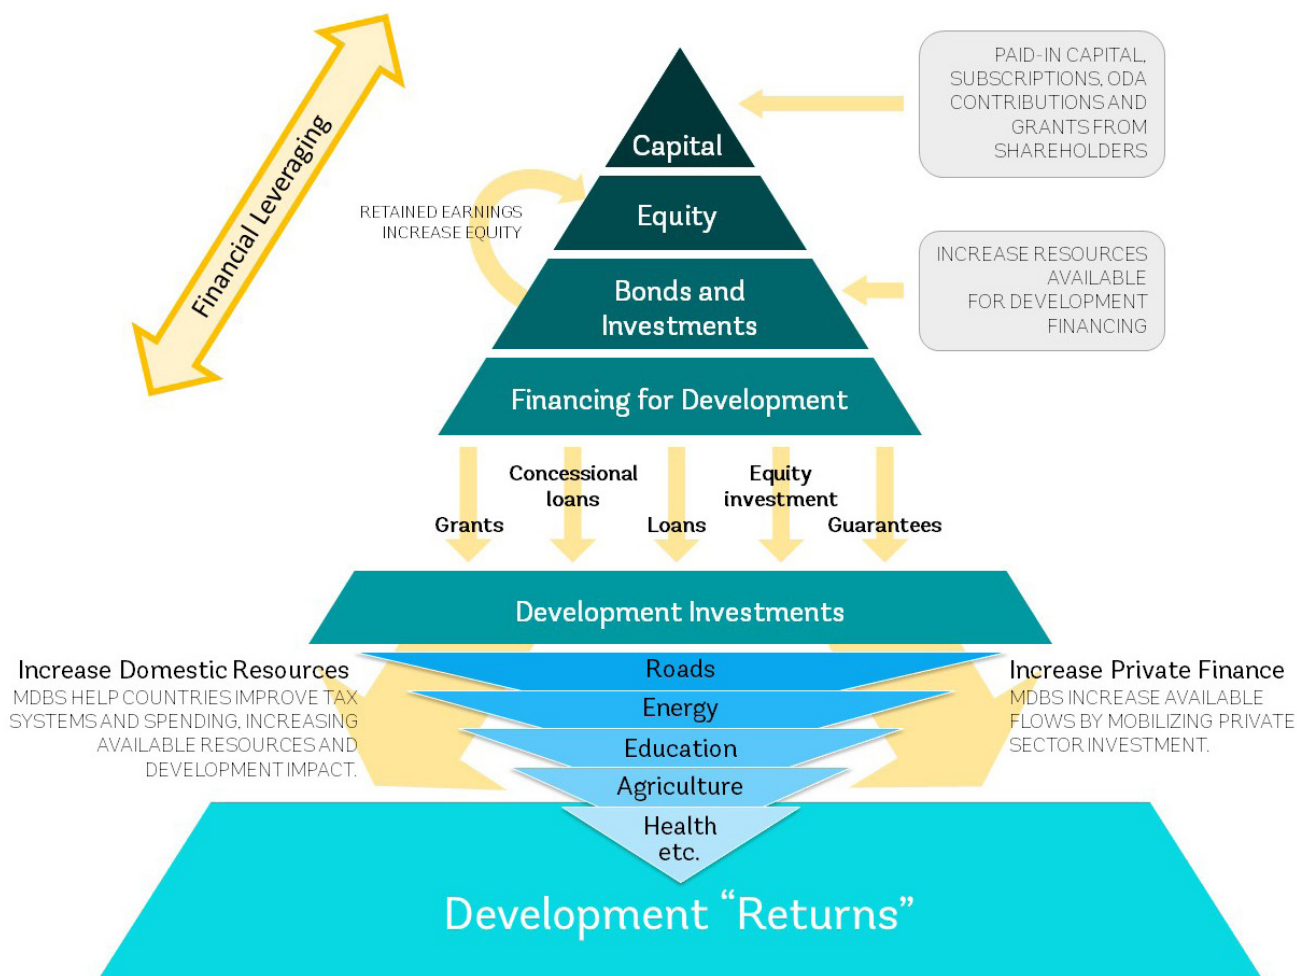 Financial Leveraging
PAID-IN CAPITAL,
SUBSCRIPTIONS, ODA
CONTRIBUTIONS AND
GRANTS FROM
SHAREHOLDERS
Capital
RETAINED EARNINGS
INCREASE EQUITY
Equity
INCREASE RESOURCES
AVAILABLE
FOR DEVELOPMENT
FINANCING
Bonds and
Investments
Financing for Development
Grants
Concessional
loans
Loans
Equity
investment
Guarantees
Development Investments
Increase Domestic Resources
MDBS HELP COUNTRIES IMPROVE TAX
SYSTEMS AND SPENDING, INCREASING
AVAILABLE RESOURCES AND
DEVELOPMENT IMPACT.
Roads
Energy
Education
Agriculture
Health
etc.
Increase Private Finance
MDBS INCREASE AVAILABLE
FLOWS BY MOBILIZING PRIVATE
SECTOR INVESTMENT.
Development “Returns”